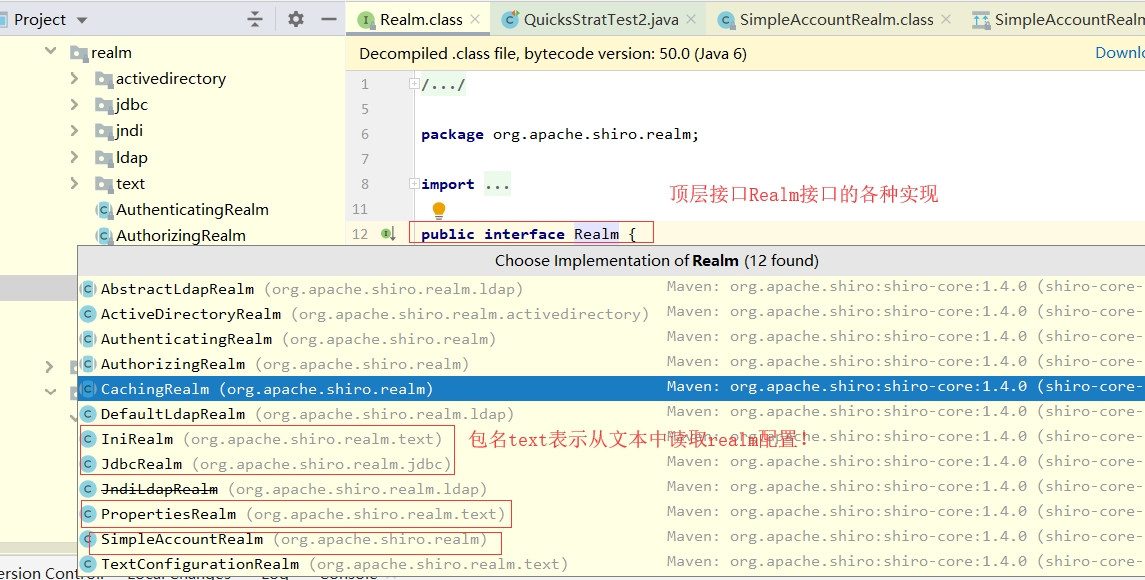 Project
Realm.class
QuicksStratTest2.java
SimpleAccountRealm.class
SimpleAccountRealm
realm
Decompiled .class file, bytecode version: 50.0 (Java 6)
Downlo
activedirectory
1 /.../
jdbc
5
jndi
6 package org.apache.shiro.realm;
ldap
7
text
8 import ...
顶层接口Realm接口的各种实现
AuthenticatingRealm
11
AuthorizingRealm
12 public interface Realm {
Choose Implementation of Realm (12 found)
AbstractLdapRealm (org.apache.shiro.realm.ldap) Maven: org.apache.shiro:shiro-core:1.4.0 (shiro-core-
ActiveDirectoryRealm (org.apache.shiro.realm.activedirectory) Maven: org.apache.shiro:shiro-core:1.4.0 (shiro-core-
AuthenticatingRealm (org.apache.shiro.realm) Maven: org.apache.shiro:shiro-core:1.4.0 (shiro-core-
AuthorizingRealm (org.apache.shiro.realm) Maven: org.apache.shiro:shiro-core:1.4.0 (shiro-core-
CachingRealm (org.apache.shiro.realm) Maven: org.apache.shiro:shiro-core:1.4.0 (shiro-core-
DefaultLdapRealm (org.apache.shiro.realm.ldap) Maven: org.apache.shiro:shiro-core:1.4.0 (shiro-core-
IniRealm (org.apache.shiro.realm.text) Maven: org.apache.shiro:shiro-core:1.4.0 (shiro-core-
包名text表示从文本中读取realm配置!
JdbcRealm (org.apache.shiro.realm.jdbc) Maven: org.apache.shiro:shiro-core:1.4.0 (shiro-core-
JndiLdapRealm (org.apache.shiro.realm.ldap) Maven: org.apache.shiro:shiro-core:1.4.0 (shiro-core-
PropertiesRealm (org.apache.shiro.realm.text) Maven: org.apache.shiro:shiro-core:1.4.0 (shiro-core-
SimpleAccountRealm (org.apache.shiro.realm) Maven: org.apache.shiro:shiro-core:1.4.0 (shiro-core-
TextConfigurationRealm (org.apache.shiro.realm.text) Maven: org.apache.shiro:shiro-core:1.4.0 (shiro-core-